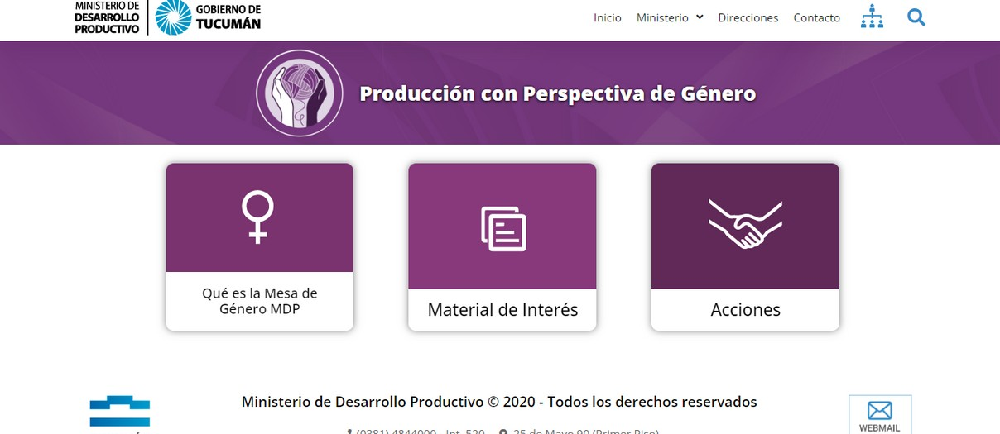 MINISTERIO DE
DESARROLLO
PRODUCTIVO
GOBIERNO DE
TUCUMÁN
Inicio Ministerio Direcciones Contacto
Producción con Perspectiva de Género
Qué es la Mesa de
Género MDP
Material de Interés
Acciones
Ministerio de Desarrollo Productivo © 2020 - Todos los derechos reservados
(0381) 4844009 - Int. 520 25 de Mayo 90 (Primer Piso)
WEBMAIL